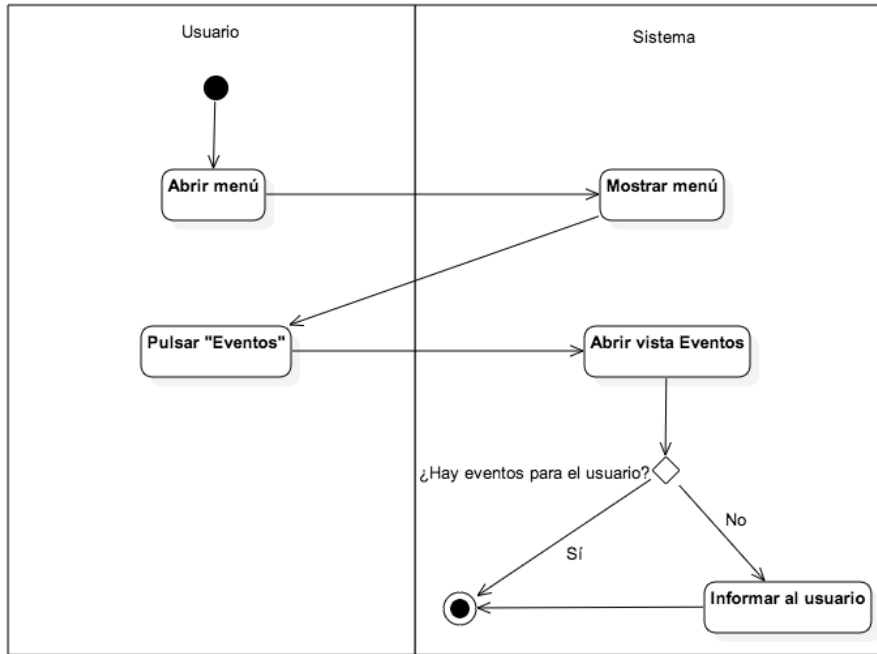 Usuario
Sistema
Abrir menú
Mostrar menú
Pulsar "Eventos"
Abrir vista Eventos
¿Hay eventos para el usuario?
No
Sí
Informar al usuario